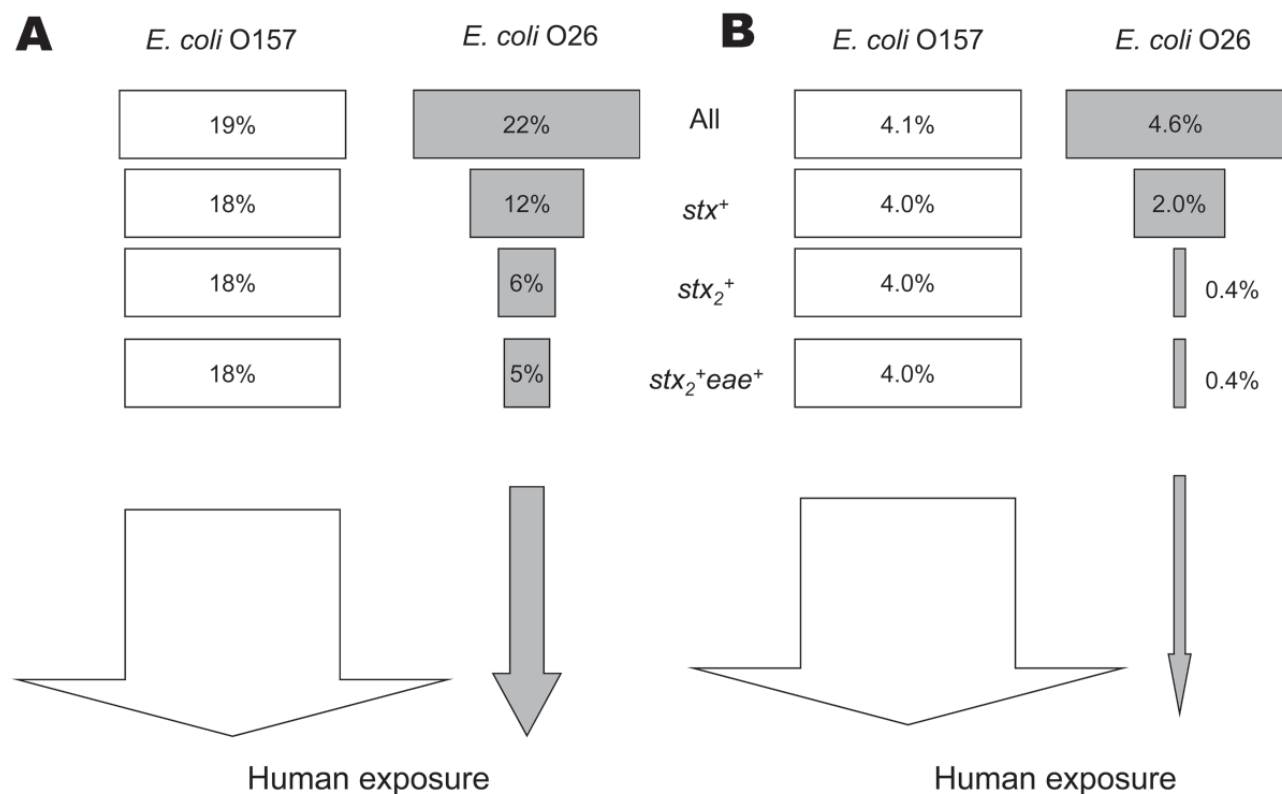 A E. coli O157 E. coli O26 B E. coli O157 E. coli O26
19% 22% All 4.1% 4.6%
18% 12% stx⁺ 4.0% 2.0%
18% 6% stx₂⁺ 4.0% 0.4%
18% 5% stx₂⁺eae⁺ 4.0% 0.4%
Human exposure Human exposure